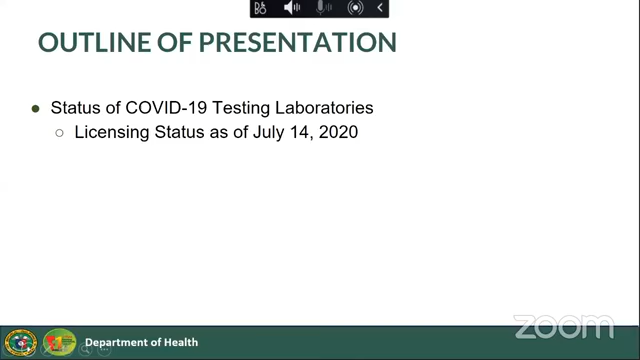 OUTLINE OF PRESENTATION
● Status of COVID-19 Testing Laboratories
○ Licensing Status as of July 14, 2020
zoom
Department of Health